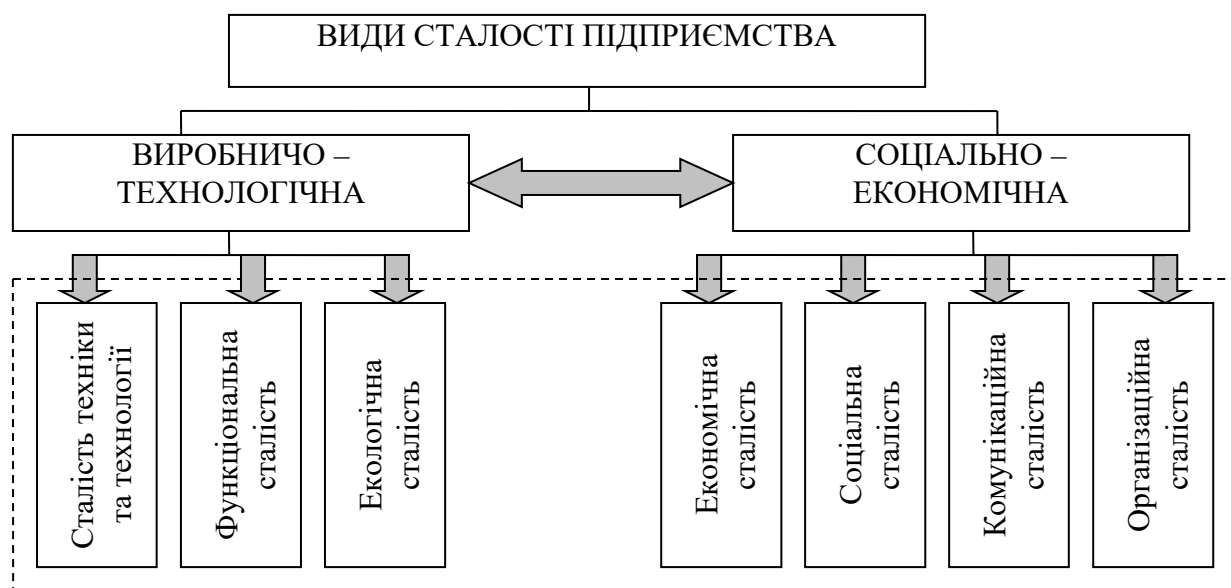 ВИДИ СТАЛОСТІ ПІДПРИЄМСТВА
ВИРОБНИЧО –
ТЕХНОЛОГІЧНА
СОЦІАЛЬНО –
ЕКОНОМІЧНА
Сталість техніки
та технології
Функціональна
сталість
Екологічна
сталість
Економічна
сталість
Соціальна
сталість
Комунікаційна
сталість
Організаційна
сталість